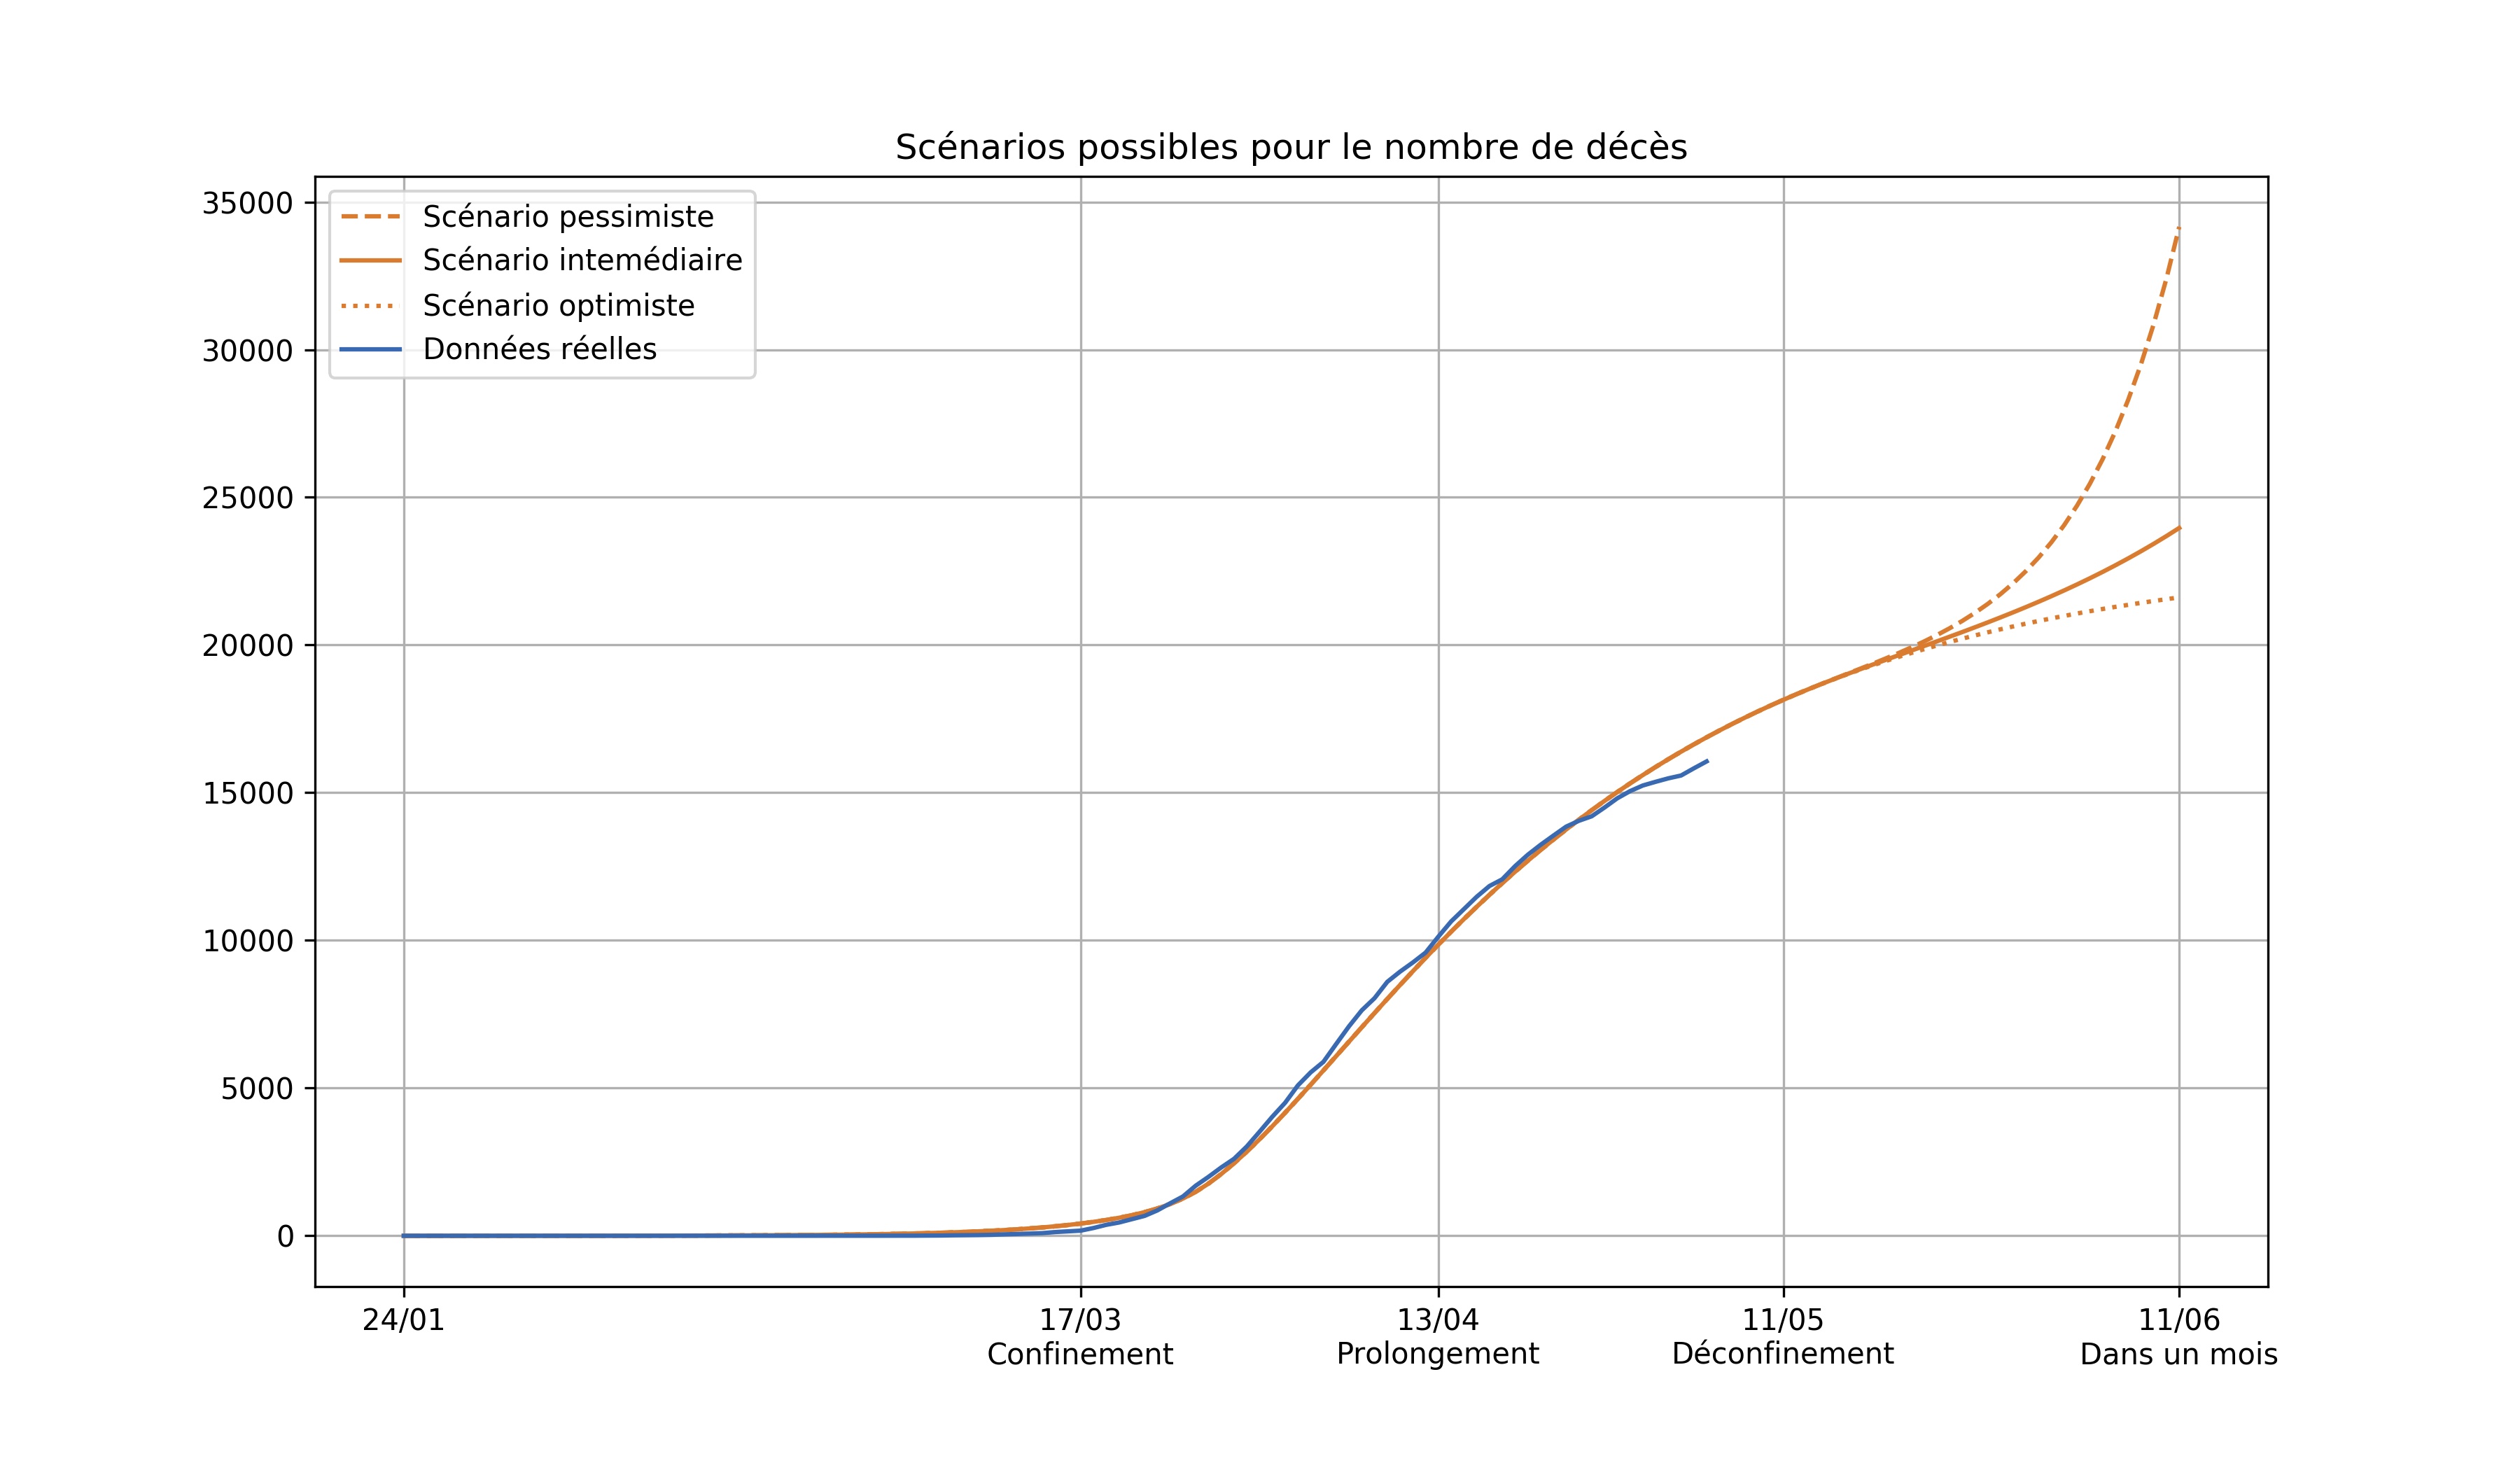 Scénarios possibles pour le nombre de décès
35000
30000
25000
20000
15000
10000
5000
0
Scénario pessimiste
Scénario intemédiaire
Scénario optimiste
Données réelles
24/01
17/03
Confinement
13/04
Prolongement
11/05
Déconfinement
11/06
Dans un mois